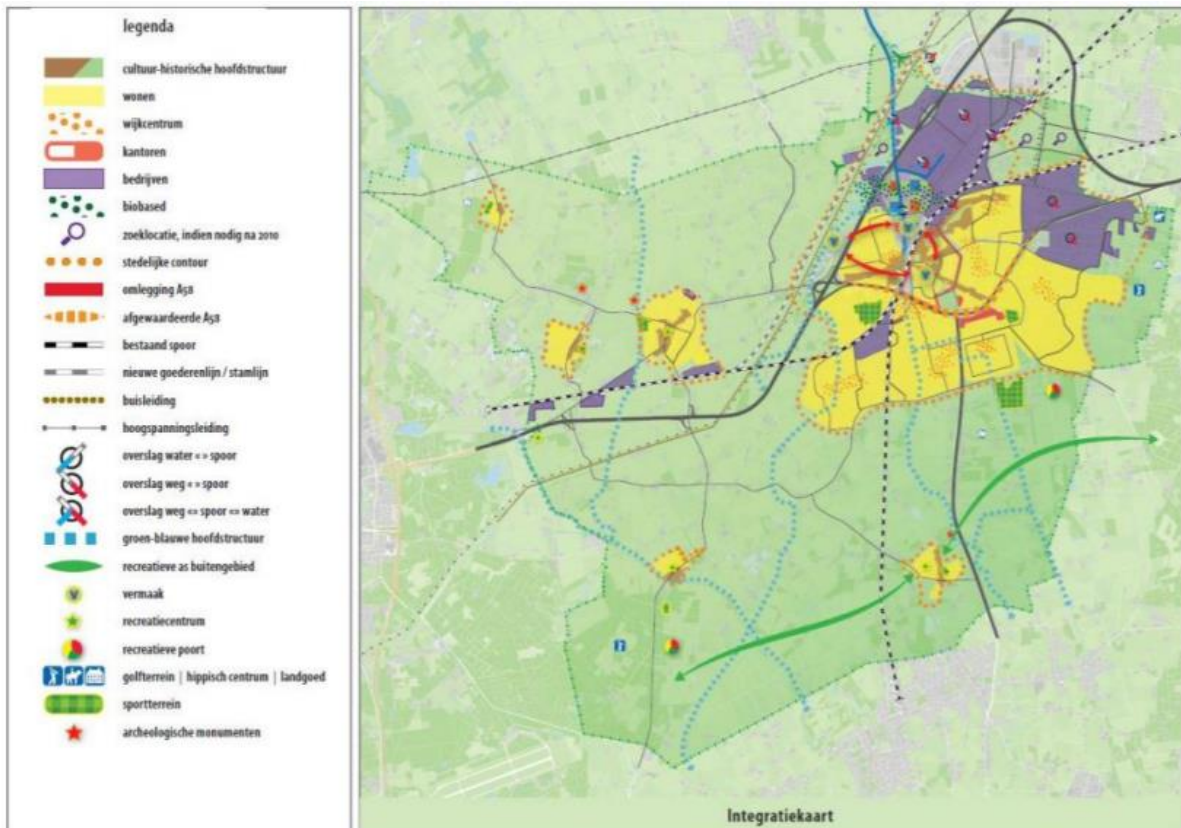 legenda
cultuur-historische hoofdstructuur
wonen
wijkcentrum
kantoren
bedrijven
biobased
zoeklocatie, indien nodig na 2010
stedelijke contour
omlegging A58
afgewaardeerde A58
bestaand spoor
nieuwe goederenlijn / stamlijn
buisleiding
hoogspanningsleiding
overslag water « » spoor
overslag weg « » spoor
overslag weg «» spoor «» water
groen-blauwe hoofdstructuur
recreatieve as buitengebied
vermaak
recreatiecentrum
recreatieve poort
golfterrein | hippisch centrum | landgoed
sportterrein
archeologische monumenten
Integratiekaart